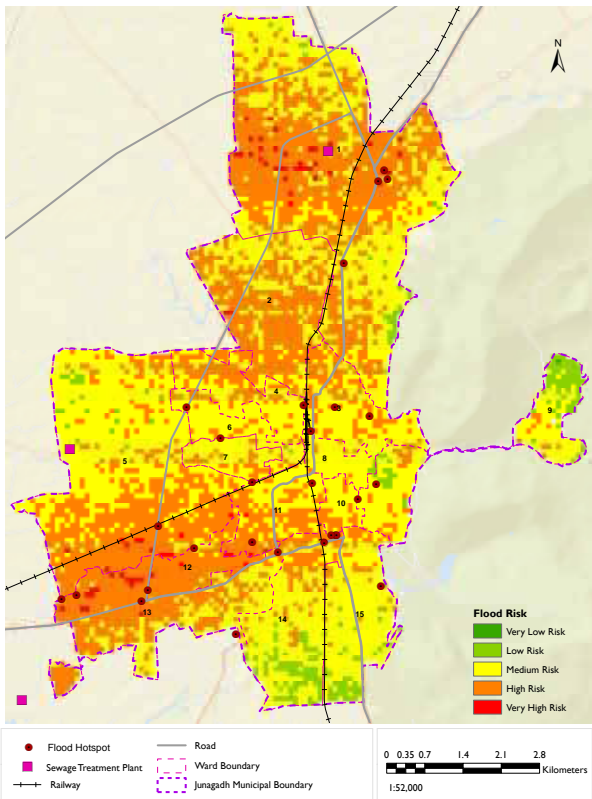 N
1
2
4
3
9
6
7
5
8
10
11
12
13
14
15
Flood Risk
Very Low Risk
Low Risk
Medium Risk
High Risk
Very High Risk
Flood Hotspot
Road
Sewage Treatment Plant
Ward Boundary
Railway
Junagadh Municipal Boundary
0 0.35 0.7 1.4 2.1 2.8
Kilometers
1:52,000